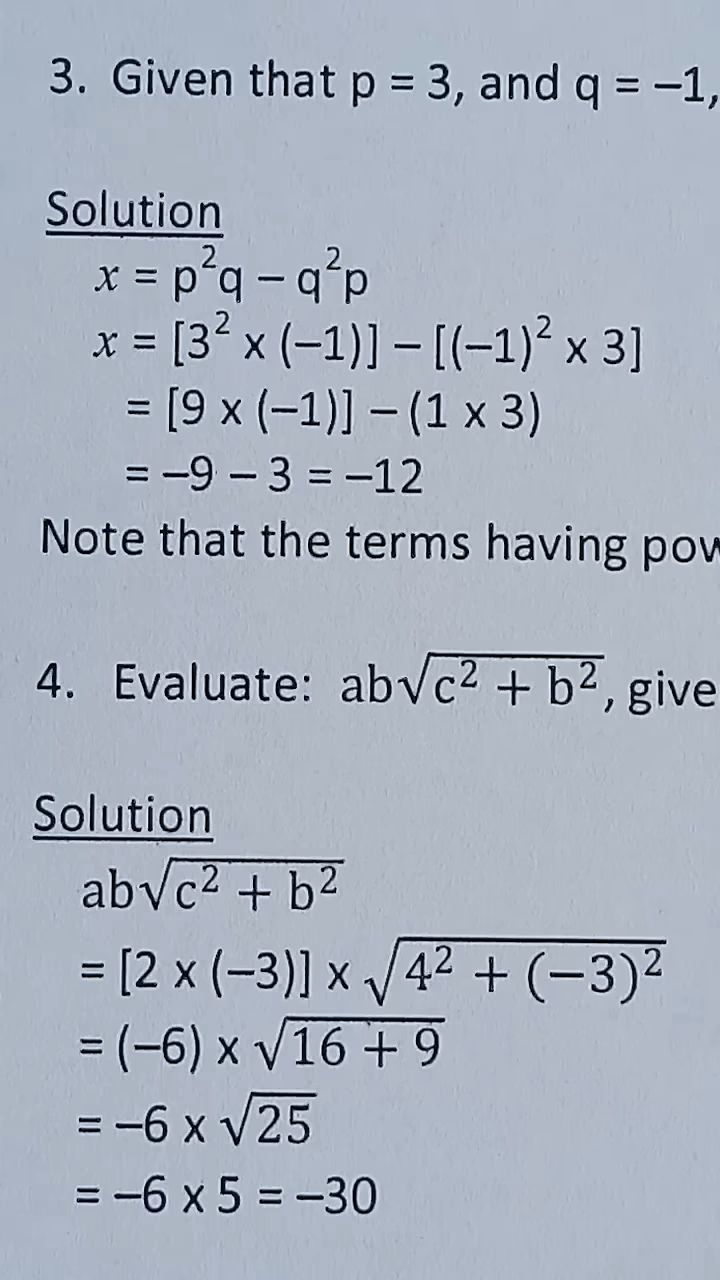 3. Given that p = 3, and q = –1,
Solution
x = p²q – q²p
x = [3² x (–1)] – [(–1)² x 3]
= [9 x (–1)] – (1 x 3)
= –9 – 3 = –12
Note that the terms having
4. Evaluate: ab√(c² + b²),
Solution
ab√(c² + b²)
= [2 x (–3)] x √(4² + (–3)²)
= (–6) x √(16 + 9)
= –6 x √25
= –6 x 5 = –30